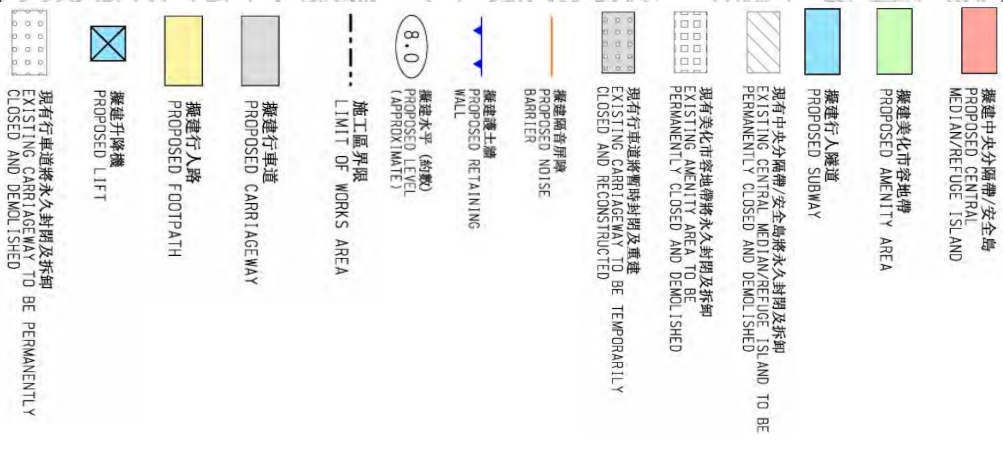 擬建中央分隔帶/安全島
PROPOSED CENTRAL
MEDIAN/REFUGE ISLAND
擬建美化市容地帶
PROPOSED AMENITY AREA
擬建行人隧道
PROPOSED SUBWAY
現有中央分隔帶/安全島將永久封閉及拆卸
EXISTING CENTRAL MEDIAN/REFUGE ISLAND TO BE
PERMANENTLY CLOSED AND DEMOLISHED
現有美化市容地帶將永久封閉及拆卸
EXISTING AMENITY AREA TO BE
PERMANENTLY CLOSED AND DEMOLISHED
現有行車道將暫時封閉及重建
EXISTING CARRIAGEWAY TO BE TEMPORARILY
CLOSED AND RECONSTRUCTED
擬建隔音屏障
PROPOSED NOISE
BARRIER
擬建護土牆
PROPOSED RETAINING
WALL
8.0
擬建水平 (約數)
PROPOSED LEVEL
(APPROXIMATE)
施工區界限
LIMIT OF WORKS AREA
擬建行車道
PROPOSED CARRIAGEWAY
擬建行人路
PROPOSED FOOTPATH
擬建升降機
PROPOSED LIFT
現有行車道將永久封閉及拆卸
EXISTING CARRIAGEWAY TO BE PERMANENTLY
CLOSED AND DEMOLISHED